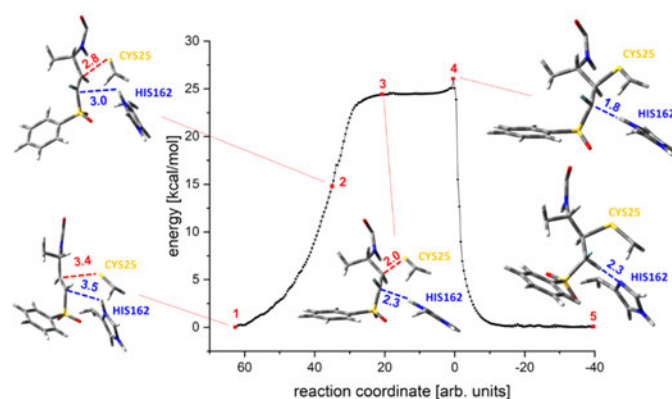 2.8
CYS25
3.0
HIS162
3.4
CYS25
3.5
HIS162
energy [kcal/mol]
30
25
20
15
10
5
0
1
2
3
4
5
2.0
CYS25
2.3
HIS162
CYS25
1.8
HIS162
CYS25
2.3
HIS162
60 40 20 0 -20 -40
reaction coordinate [arb. units]